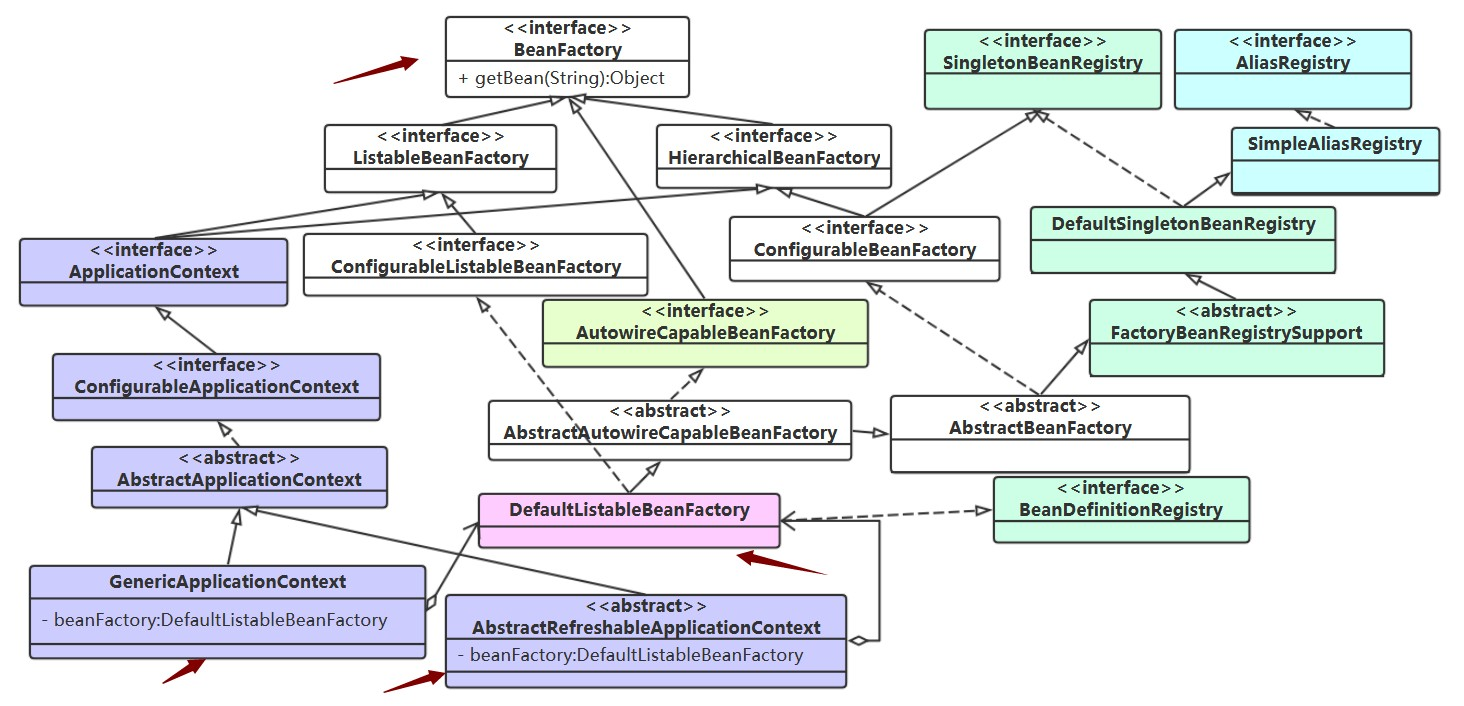 <<interface>>
BeanFactory
+ getBean(String):Object
<<interface>>
SingletonBeanRegistry
<<interface>>
AliasRegistry
<<interface>>
ListableBeanFactory
<<interface>>
HierarchicalBeanFactory
SimpleAliasRegistry
<<interface>>
ApplicationContext
<<interface>>
ConfigurableListableBeanFactory
<<interface>>
ConfigurableBeanFactory
DefaultSingletonBeanRegistry
<<interface>>
AutowireCapableBeanFactory
<<abstract>>
FactoryBeanRegistrySupport
<<interface>>
ConfigurableApplicationContext
<<abstract>>
AbstractAutowireCapableBeanFactory
<<abstract>>
AbstractBeanFactory
<<abstract>>
AbstractApplicationContext
DefaultListableBeanFactory
<<interface>>
BeanDefinitionRegistry
GenericApplicationContext
- beanFactory:DefaultListableBeanFactory
<<abstract>>
AbstractRefreshableApplicationContext
- beanFactory:DefaultListableBeanFactory